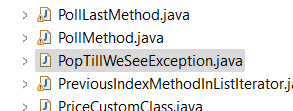 PollLastMethod.java
PollMethod.java
PopTillWeSeeException.java
PreviousIndexMethodInListIterator.ja
PriceCustomClass.java